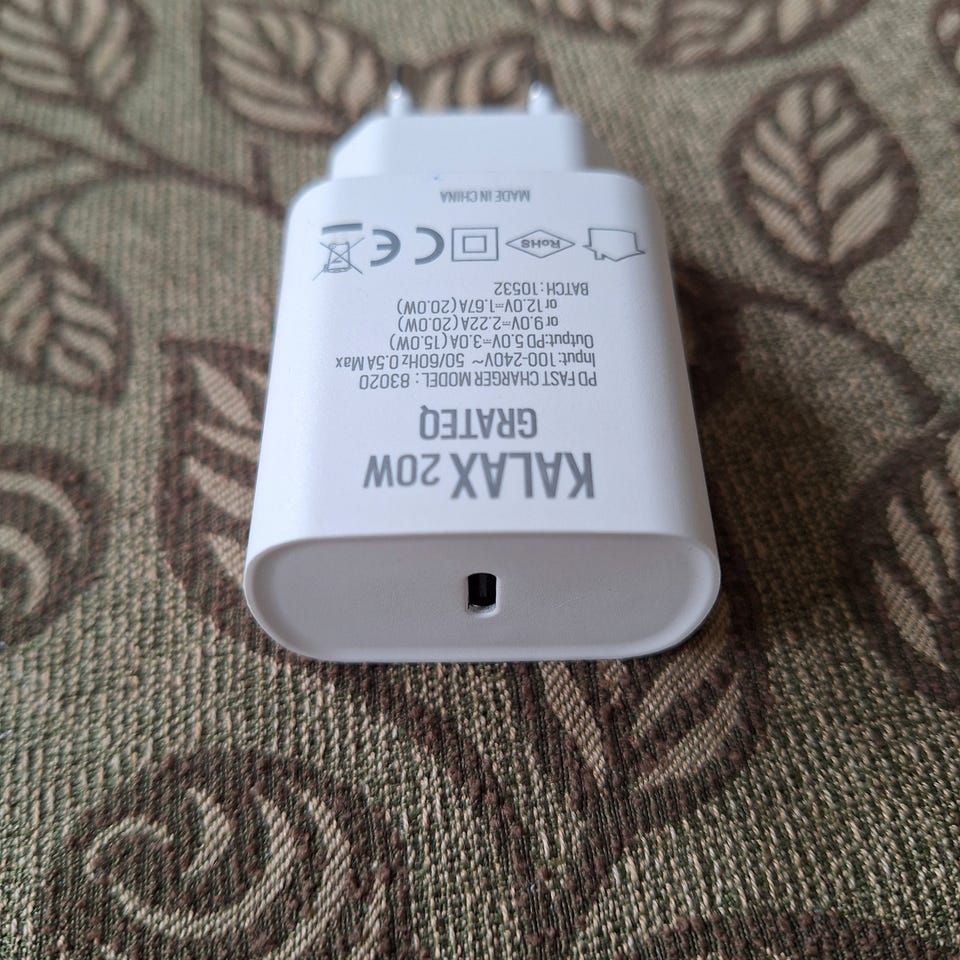 KALAX 20W
GRATEQ
PD FAST CHARGER MODEL: 83020
Input: 100-240V ~ 50/60Hz 0.5A Max
Output:PD 5.0V⎓3.0A (15.0W)
or 9.0V⎓2.22A (20.0W)
or 12.0V⎓1.67A (20.0W)
BATCH: 10532
RoHS CE
MADE IN CHINA